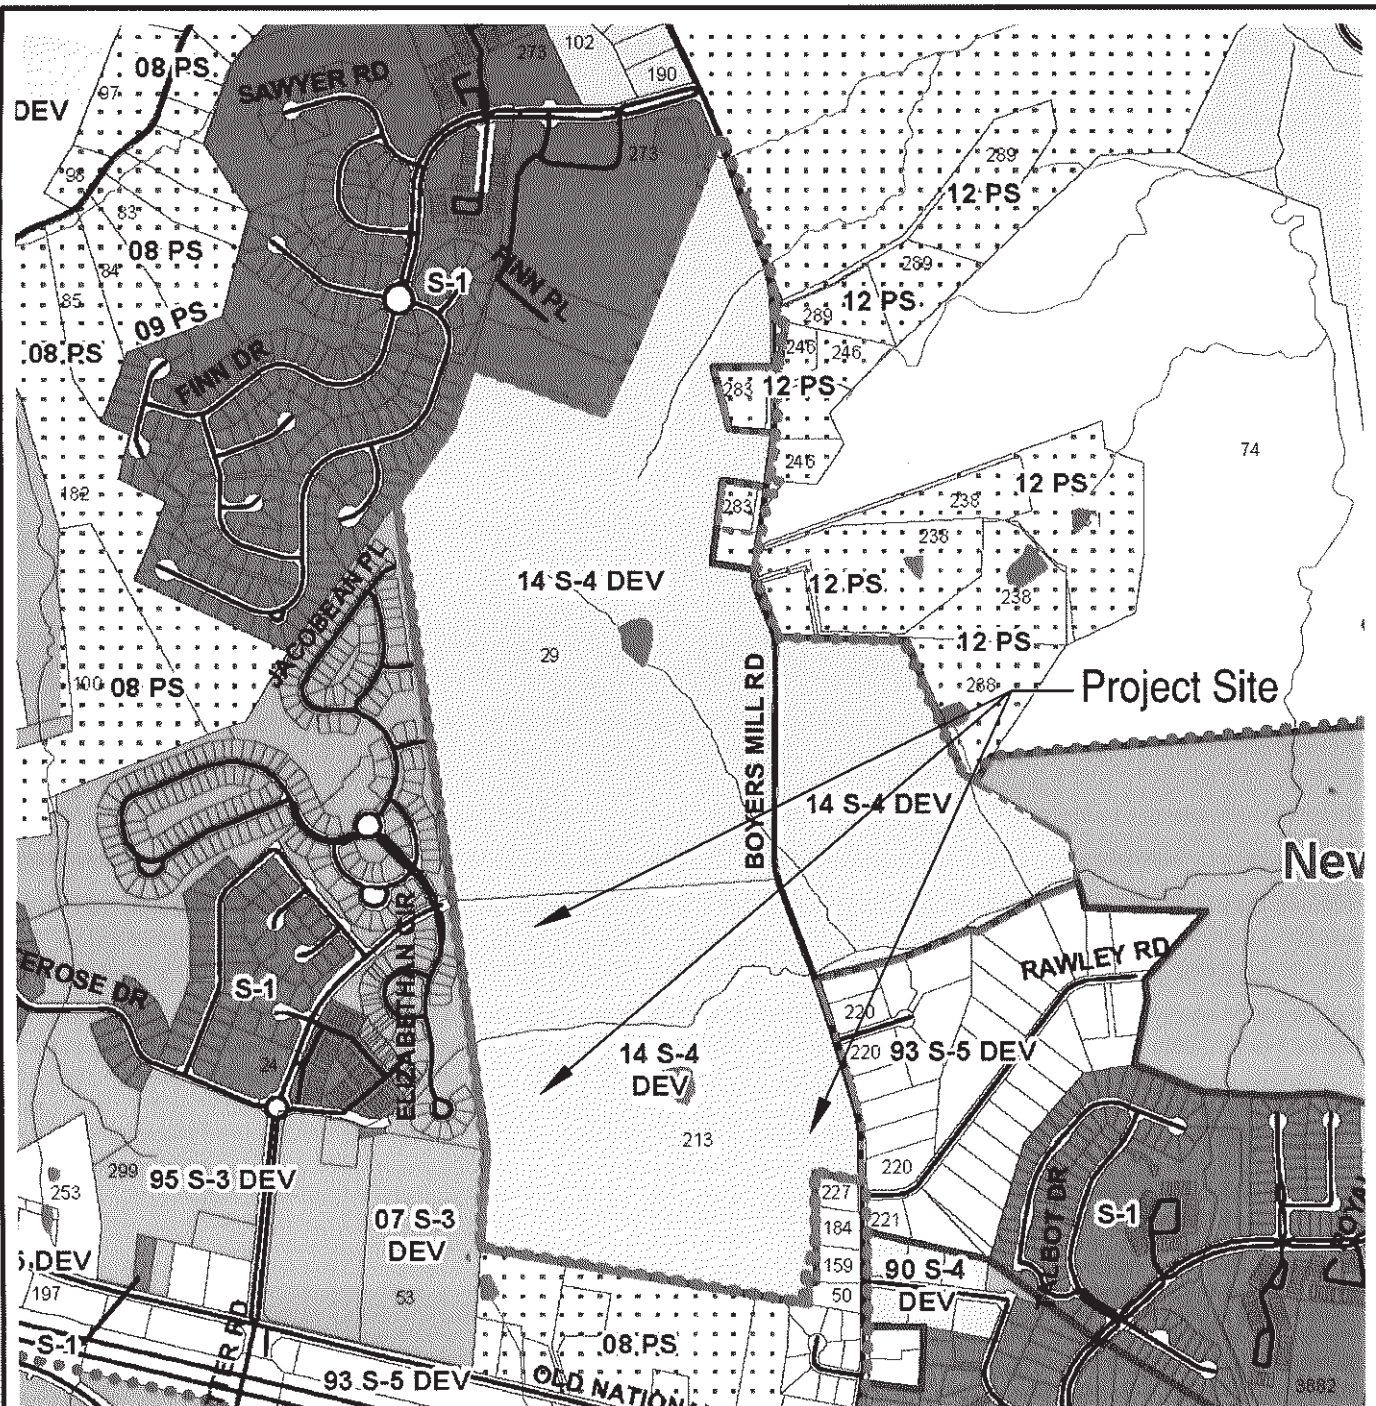 08 PS
SAWYER RD
273
102
190
97
DEV
273
289
98
12 PS
83
08 PS
84
S-1
FINN PL
289
85
12 PS
09 PS
289
08 PS
246
246
FINN DR
283
12 PS
74
246
12 PS
182
238
283
238
JACOBEAN PL
14 S-4 DEV
12 PS
238
29
12 PS
100
08 PS
Project Site
BOYERS MILL RD
14 S-4 DEV
New
ELIZABETHAN CIR
EROSE DR
RAWLEY RD
S-1
220
14 S-4
DEV
220
93 S-5 DEV
24
213
299
95 S-3 DEV
220
253
227
07 S-3
DEV
184
221
TALBOT DR
S-1
DEV
159
90 S-4
DEV
197
53
50
S-1
TER RD
08 PS
93 S-5 DEV
OLD NATION
3882